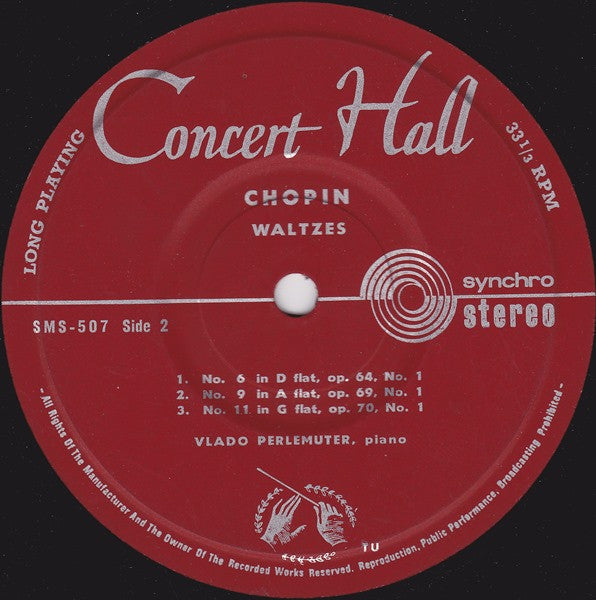 LONG PLAYING
Concert Hall
33 1/3 RPM
CHOPIN
WALTZES
synchro
stereo
SMS-507 Side 2
1. No. 6 in D flat, op. 64, No. 1
2. No. 9 in A flat, op. 69, No. 1
3. No. 11 in G flat, op. 70, No. 1
VLADO PERLEMUTER, piano
TU
- All Rights Of The Manufacturer And The Owner Of The Recorded Works Reserved. Reproduction, Public Performance, Broadcasting Prohibited -